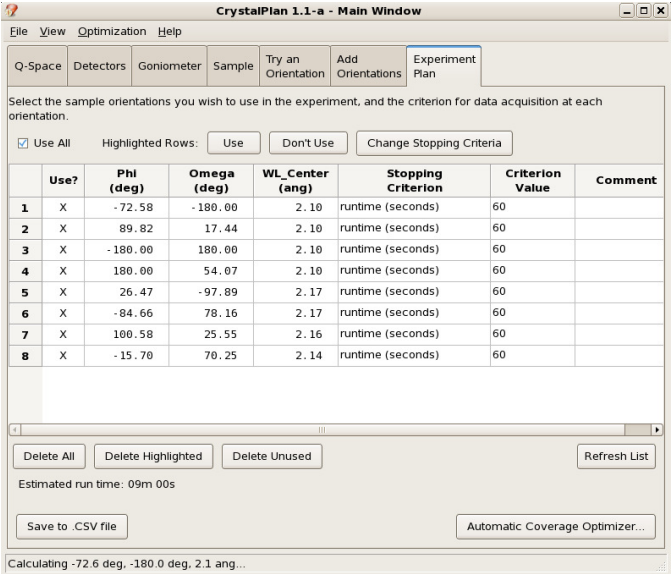 CrystalPlan 1.1-a - Main Window
File View Optimization Help
Q-Space Detectors Goniometer Sample Try an Orientation Add Orientations Experiment Plan
Select the sample orientations you wish to use in the experiment, and the criterion for data acquisition at each
orientation.
Use All Highlighted Rows: Use Don't Use Change Stopping Criteria
Use? Phi (deg) Omega (deg) WL_Center (ang) Stopping Criterion Criterion Value Comment
1 X -72.58 -180.00 2.10 runtime (seconds) 60
2 X 89.82 17.44 2.10 runtime (seconds) 60
3 X -180.00 180.00 2.10 runtime (seconds) 60
4 X 180.00 54.07 2.10 runtime (seconds) 60
5 X 26.47 -97.89 2.17 runtime (seconds) 60
6 X -84.66 78.16 2.17 runtime (seconds) 60
7 X 100.58 25.55 2.16 runtime (seconds) 60
8 X -15.70 70.25 2.14 runtime (seconds) 60
Delete All Delete Highlighted Delete Unused Refresh List
Estimated run time: 09m 00s
Save to .CSV file Automatic Coverage Optimizer...
Calculating -72.6 deg, -180.0 deg, 2.1 ang...